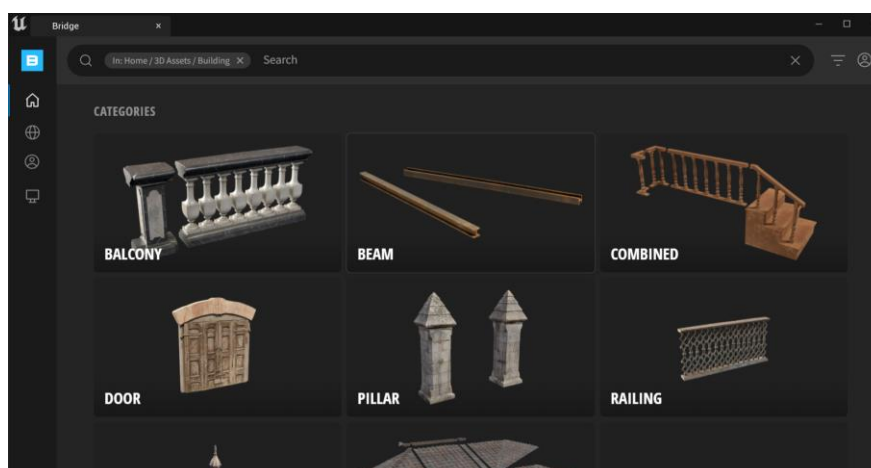 Bridge
In: Home / 3D Assets / Building
Search
CATEGORIES
BALCONY
BEAM
COMBINED
DOOR
PILLAR
RAILING